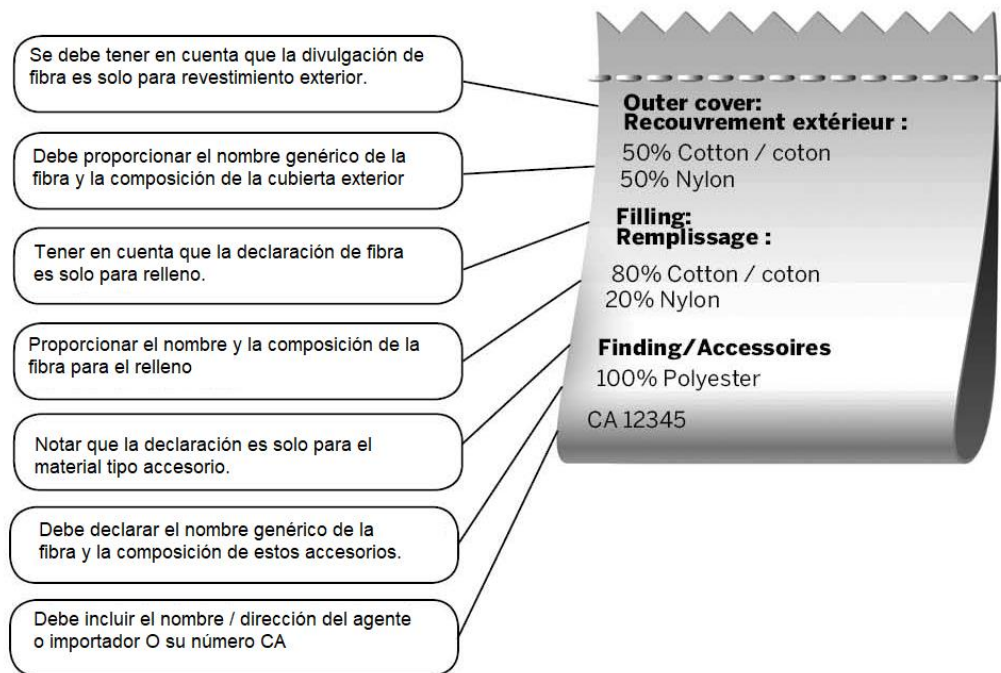 Se debe tener en cuenta que la divulgación de
fibra es solo para revestimiento exterior.
Debe proporcionar el nombre genérico de la
fibra y la composición de la cubierta exterior
Tener en cuenta que la declaración de fibra
es solo para relleno.
Proporcionar el nombre y la composición de la
fibra para el relleno
Notar que la declaración es solo para el
material tipo accesorio.
Debe declarar el nombre genérico de la
fibra y la composición de estos accesorios.
Debe incluir el nombre / dirección del agente
o importador O su número CA
Outer cover:
Recouvrement extérieur :
50% Cotton / coton
50% Nylon
Filling:
Remplissage :
80% Cotton / coton
20% Nylon
Finding/Accessoires
100% Polyester
CA 12345